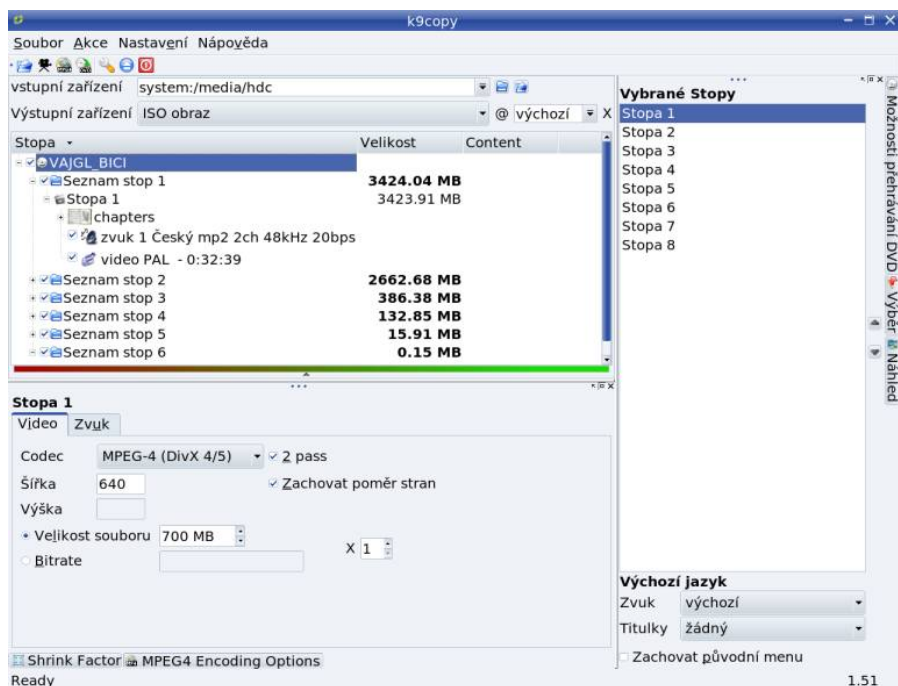 k9copy
Soubor Akce Nastavení Nápověda
vstupní zařízení system:/media/hdc
Výstupní zařízení ISO obraz @ výchozí X
Stopa Velikost Content
VAJGL_BICI
Seznam stop 1 3424.04 MB
Stopa 1 3423.91 MB
chapters
zvuk 1 Český mp2 2ch 48kHz 20bps
video PAL - 0:32:39
Seznam stop 2 2662.68 MB
Seznam stop 3 386.38 MB
Seznam stop 4 132.85 MB
Seznam stop 5 15.91 MB
Seznam stop 6 0.15 MB
Stopa 1
Video Zvuk
Codec MPEG-4 (DivX 4/5) 2 pass
Šířka 640 Zachovat poměr stran
Výška
Velikost souboru 700 MB
X 1
Bitrate
Shrink Factor MPEG4 Encoding Options
Ready
Vybrané Stopy
Stopa 1
Stopa 2
Stopa 3
Stopa 4
Stopa 5
Stopa 6
Stopa 7
Stopa 8
Výchozí jazyk
Zvuk výchozí
Titulky žádný
Zachovat původní menu
1.51
Možnosti přehrávání DVD
Výběr
Náhled